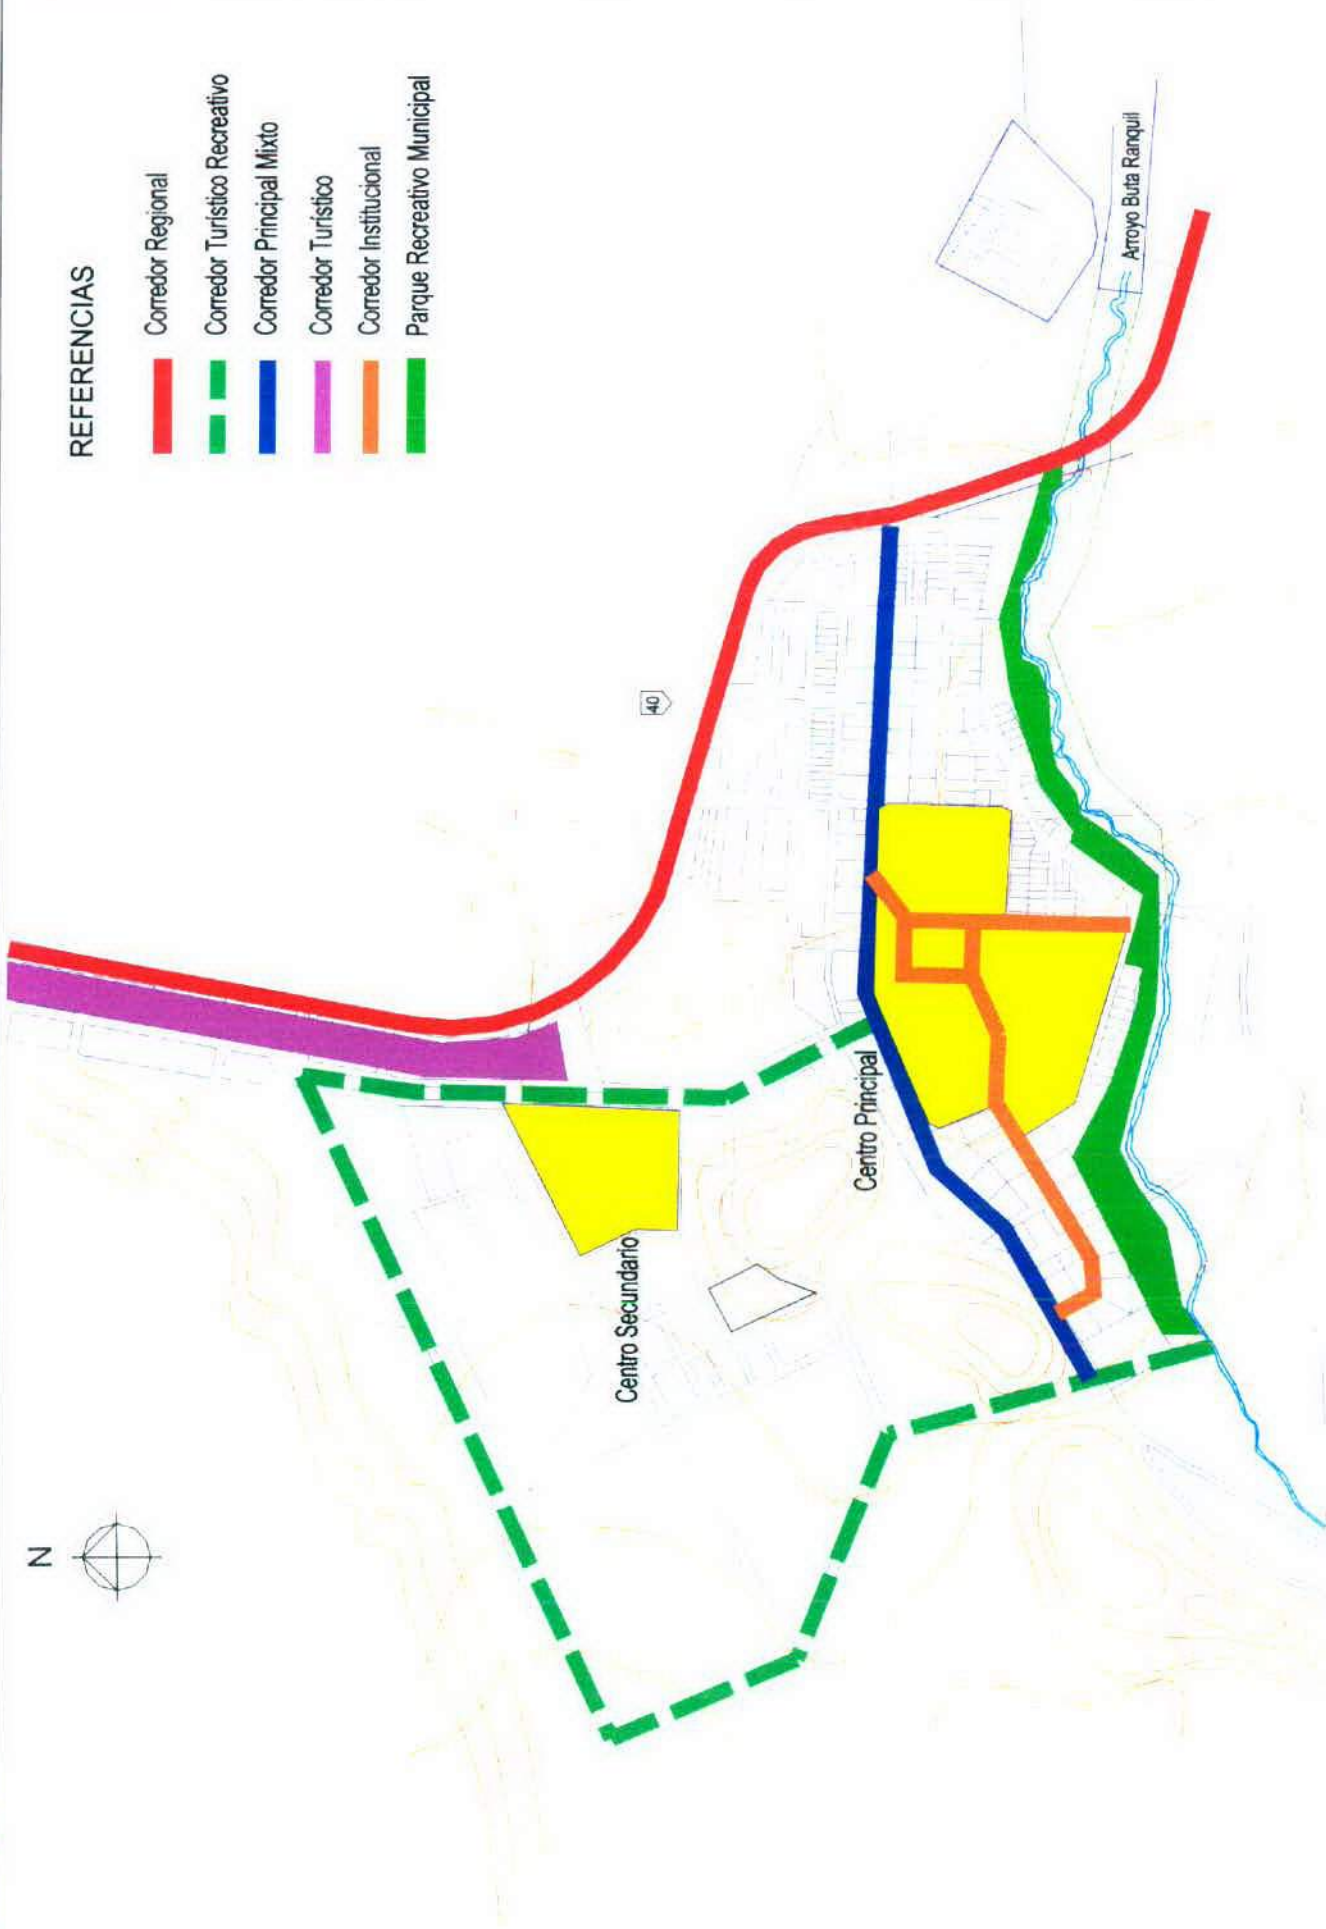 N
REFERENCIAS
Corredor Regional
Corredor Turístico Recreativo
Corredor Principal Mixto
Corredor Turístico
Corredor Institucional
Parque Recreativo Municipal
40
Centro Secundario
Centro Principal
Arroyo Buta Ranquil